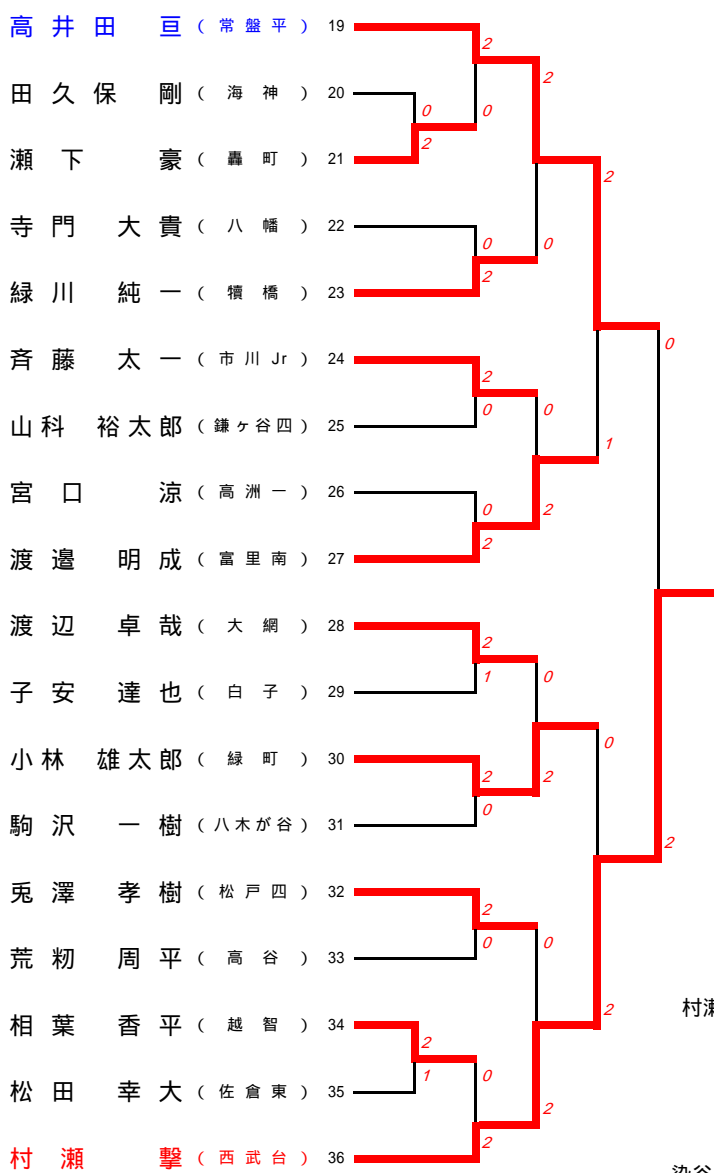 高井田 亘 ( 常盤平 ) 19
2
2
田久保 剛 ( 海神 ) 20
0 0
2
瀬下 豪 ( 轟町 ) 21
2
寺門 大貴 ( 八幡 ) 22
0 0
2
緑川 純一 ( 犢橋 ) 23
0
斉藤 太一 ( 市川Jr ) 24
2
0 0
山科 裕太郎 ( 鎌ヶ谷四 ) 25
1
宮口 涼 ( 高洲一 ) 26
0 2
2
渡邉 明成 ( 富里南 ) 27
渡辺 卓哉 ( 大網 ) 28
2
1 0
子安 達也 ( 白子 ) 29
0
小林 雄太郎 ( 緑町 ) 30
2 2
0
駒沢 一樹 ( 八木が谷 ) 31
2
兎澤 孝樹 ( 松戸四 ) 32
2
0 0
荒籾 周平 ( 高谷 ) 33
2 村瀬
相葉 香平 ( 越智 ) 34
2
1 0
松田 幸大 ( 佐倉東 ) 35
2
2
村瀬 撃 ( 西武台 ) 36